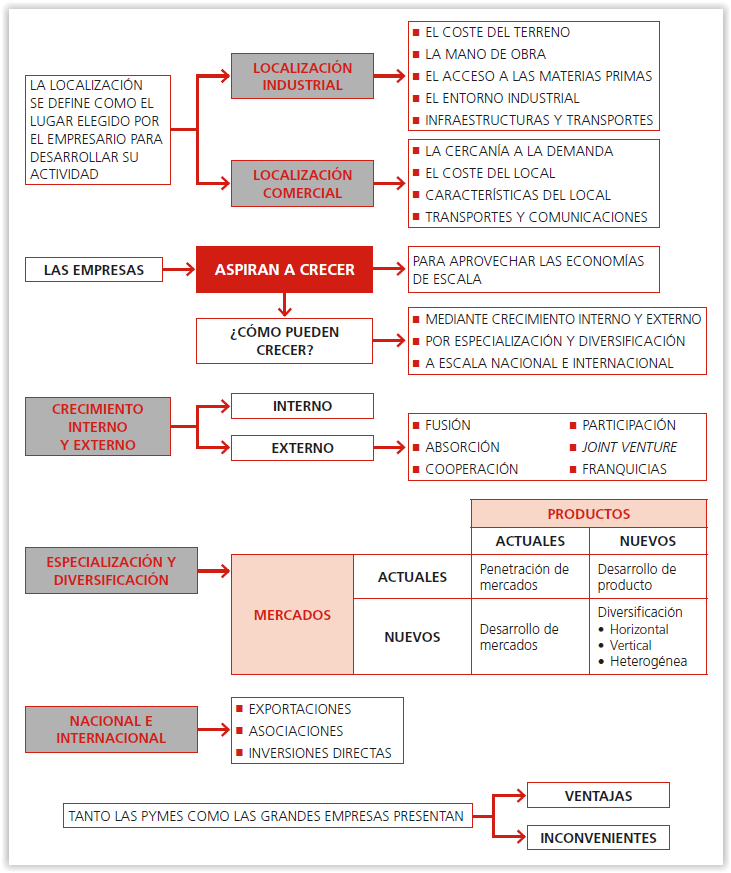 LA LOCALIZACIÓN
SE DEFINE COMO EL
LUGAR ELEGIDO POR
EL EMPRESARIO PARA
DESARROLLAR SU
ACTIVIDAD
LOCALIZACIÓN
INDUSTRIAL
EL COSTE DEL TERRENO
LA MANO DE OBRA
EL ACCESO A LAS MATERIAS PRIMAS
EL ENTORNO INDUSTRIAL
INFRAESTRUCTURAS Y TRANSPORTES
LOCALIZACIÓN
COMERCIAL
LA CERCANÍA A LA DEMANDA
EL COSTE DEL LOCAL
CARACTERÍSTICAS DEL LOCAL
TRANSPORTES Y COMUNICACIONES
LAS EMPRESAS
ASPIRAN A CRECER
PARA APROVECHAR LAS ECONOMÍAS
DE ESCALA
¿CÓMO PUEDEN
CRECER?
MEDIANTE CRECIMIENTO INTERNO Y EXTERNO
POR ESPECIALIZACIÓN Y DIVERSIFICACIÓN
A ESCALA NACIONAL E INTERNACIONAL
CRECIMIENTO
INTERNO
Y EXTERNO
INTERNO
EXTERNO
FUSIÓN
ABSORCIÓN
COOPERACIÓN
PARTICIPACIÓN
JOINT VENTURE
FRANQUICIAS
ESPECIALIZACIÓN Y
DIVERSIFICACIÓN
PRODUCTOS
ACTUALES
NUEVOS
MERCADOS
ACTUALES
Penetración de
mercados
Desarrollo de
producto
NUEVOS
Desarrollo de
mercados
Diversificación
• Horizontal
• Vertical
• Heterogénea
NACIONAL E
INTERNACIONAL
EXPORTACIONES
ASOCIACIONES
INVERSIONES DIRECTAS
TANTO LAS PYMES COMO LAS GRANDES EMPRESAS PRESENTAN
VENTAJAS
INCONVENIENTES